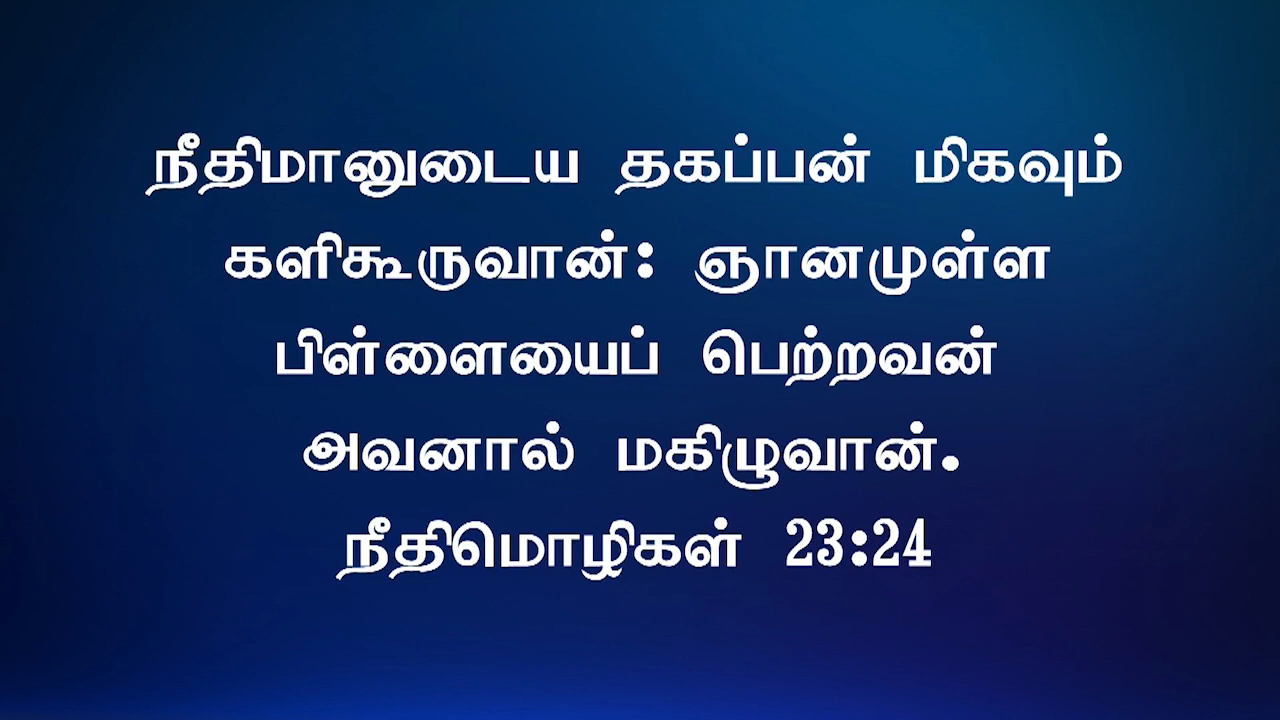 நீதிமானுடைய தகப்பன் மிகவும்
களிகூருவான்: ஞானமுள்ள
பிள்ளையைப் பெற்றவன்
அவனால் மகிழுவான்.
நீதிமொழிகள் 23:24